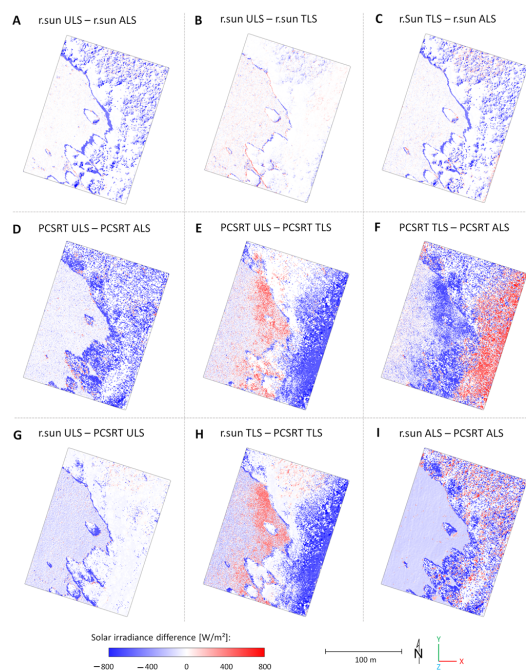 A r.sun ULS – r.sun ALS
B r.sun ULS – r.sun TLS
C r.sun TLS – r.sun ALS
D PCSRT ULS – PCSRT ALS
E PCSRT ULS – PCSRT TLS
F PCSRT TLS – PCSRT ALS
G r.sun ULS – PCSRT ULS
H r.sun TLS – PCSRT TLS
I r.sun ALS – PCSRT ALS
Solar irradiance difference [W/m²]:
−800 −400 0 400 800
100 m
N
Y
Z X